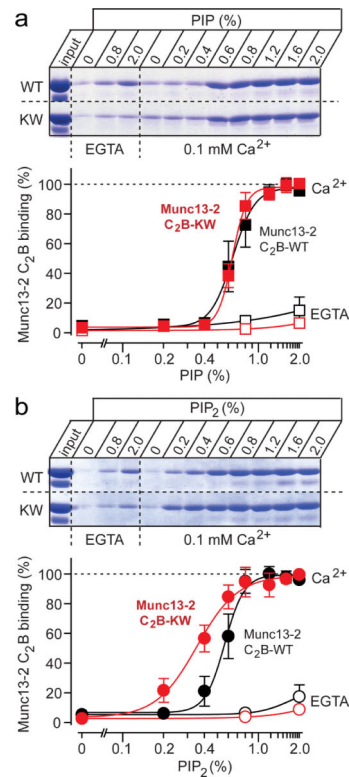 a
PIP (%)
input 0 0.8 2.0 0 0.2 0.4 0.6 0.8 1.2 1.6 2.0
WT
KW
EGTA 0.1 mM Ca²⁺
Munc13-2 C₂B binding (%)
100
80
60
40
20
0
Ca²⁺
Munc13-2
C₂B-KW
Munc13-2
C₂B-WT
EGTA
0 0.1 0.2 0.4 1.0 2.0
PIP (%)
b
PIP₂ (%)
input 0 0.8 2.0 0 0.2 0.4 0.6 0.8 1.2 1.6 2.0
WT
KW
EGTA 0.1 mM Ca²⁺
Munc13-2 C₂B binding (%)
100
80
60
40
20
0
Ca²⁺
Munc13-2
C₂B-KW
Munc13-2
C₂B-WT
EGTA
0 0.1 0.2 0.4 1.0 2.0
PIP₂ (%)